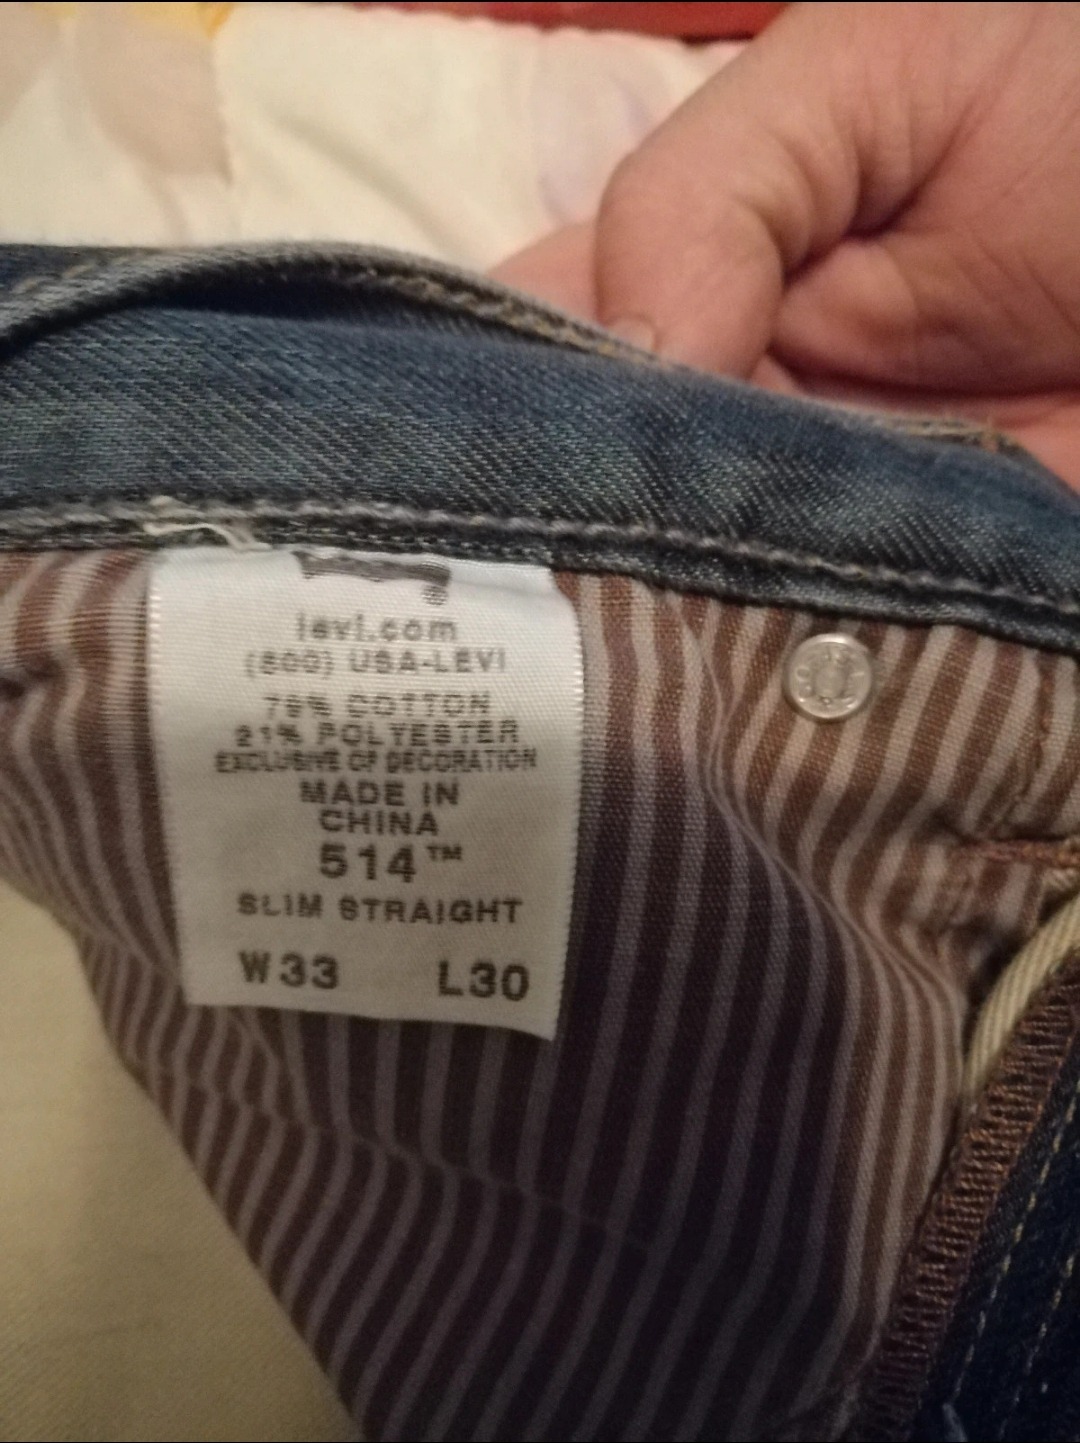 levi.com
(800) USA-LEVI
79% COTTON
21% POLYESTER
EXCLUSIVE OF DECORATION
MADE IN
CHINA
514™
SLIM STRAIGHT
W33 L30